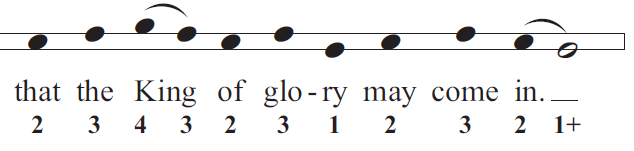 that the King of glo - ry may come in. __
2 3 4 3 2 3 1 2 3 2 1+